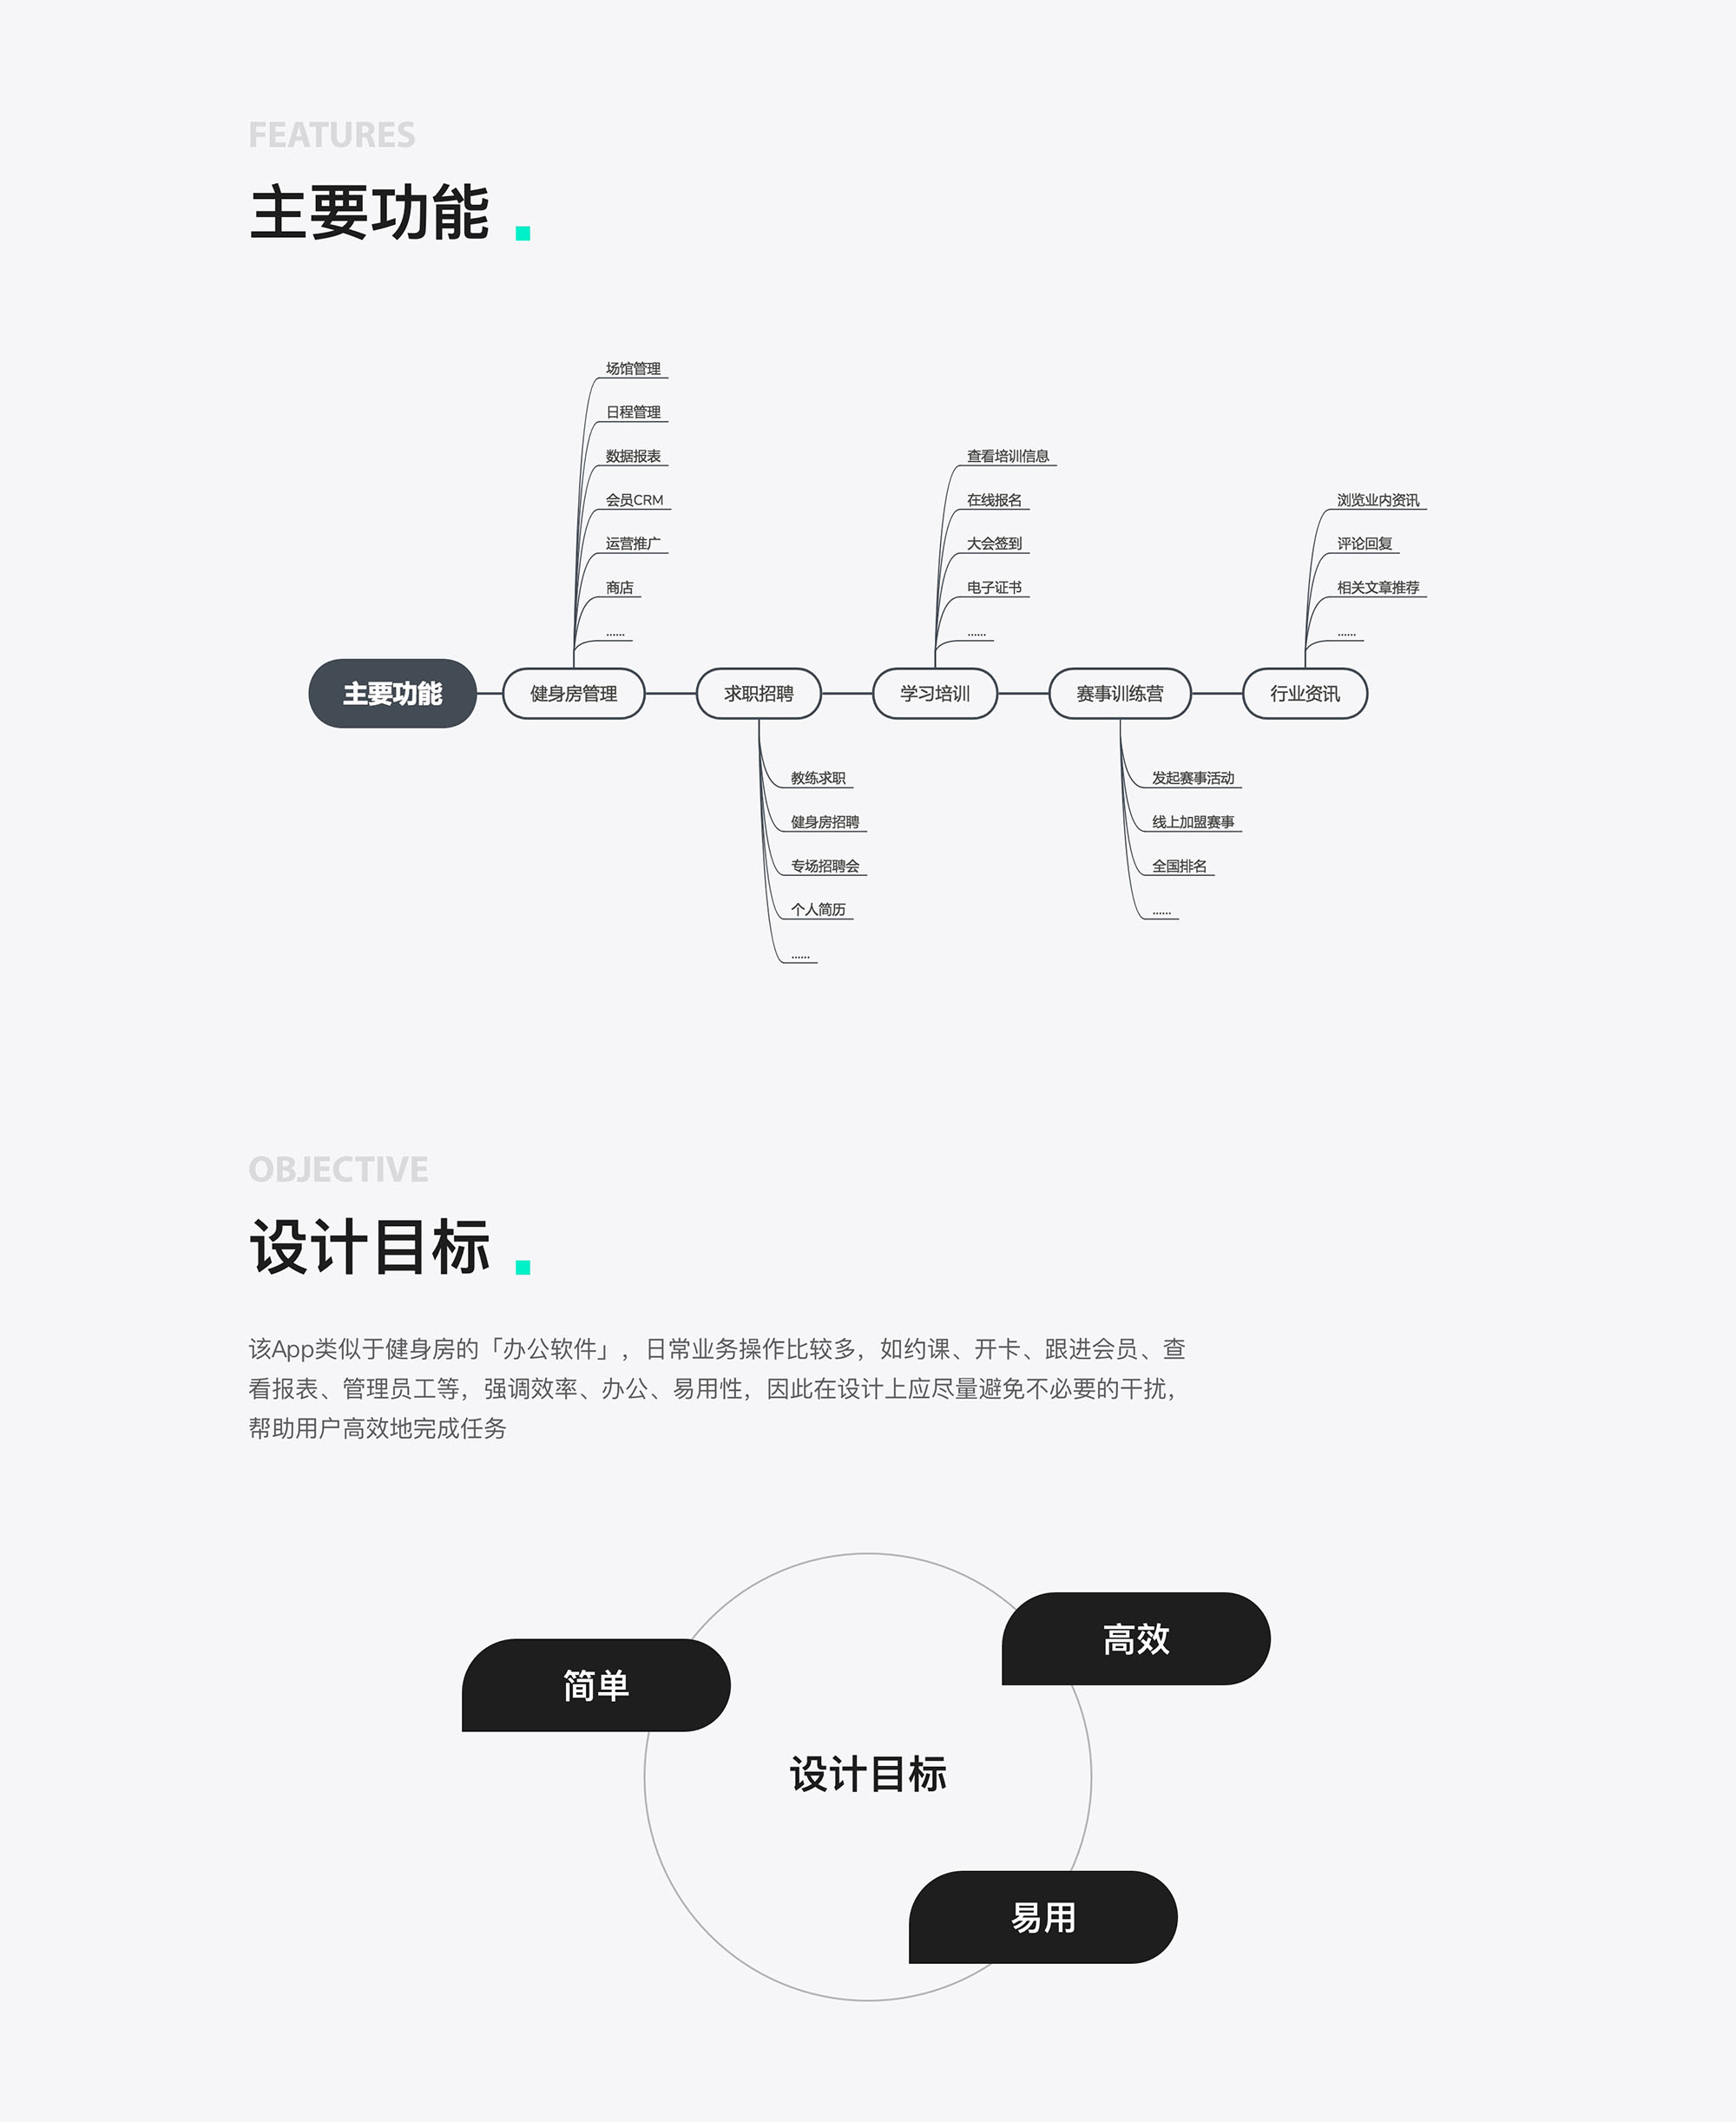 FEATURES
主要功能
场馆管理
日程管理
数据报表
会员CRM
运营推广
商店
......
查看培训信息
在线报名
大会签到
电子证书
......
浏览业内资讯
评论回复
相关文章推荐
......
主要功能
健身房管理
求职招聘
学习培训
赛事训练营
行业资讯
教练求职
健身房招聘
专场招聘会
个人简历
......
发起赛事活动
线上加盟赛事
全国排名
......
OBJECTIVE
设计目标
该App类似于健身房的「办公软件」，日常业务操作比较多，如约课、开卡、跟进会员、查
看报表、管理员工等，强调效率、办公、易用性，因此在设计上应尽量避免不必要的干扰，
帮助用户高效地完成任务
高效
简单
设计目标
易用